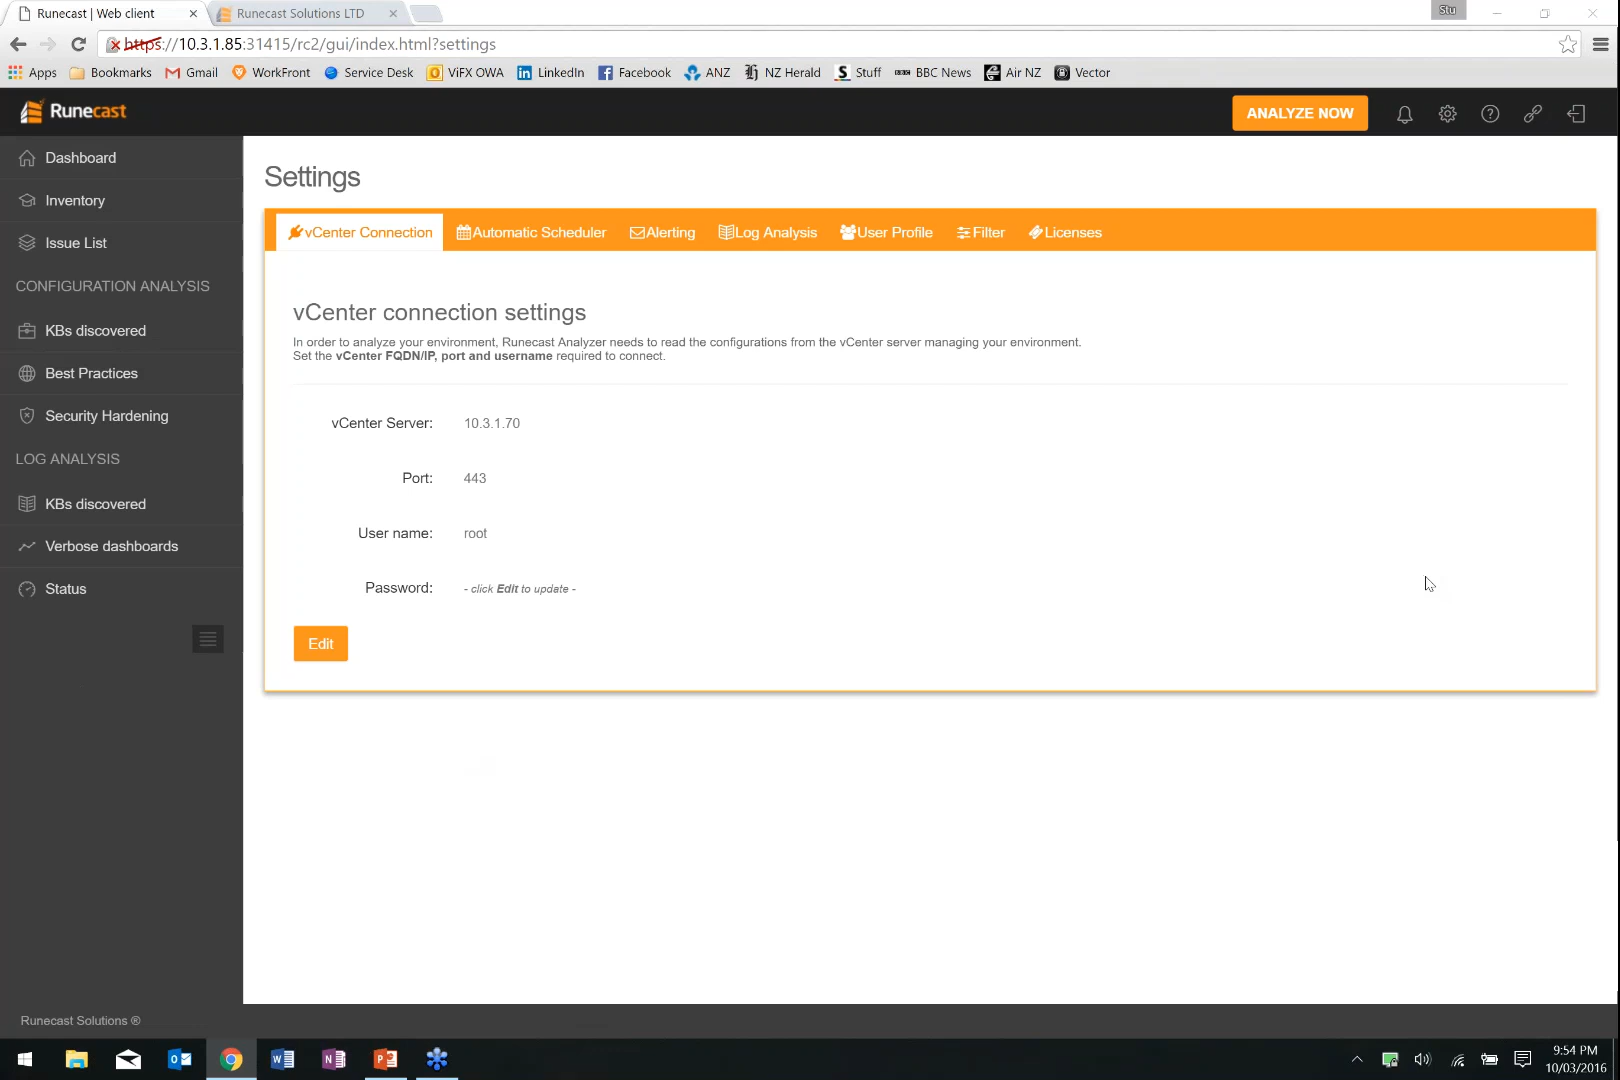 Runecast | Web client
Runecast Solutions LTD
Stu
https://10.3.1.85:31415/rc2/gui/index.html?settings
Apps Bookmarks Gmail WorkFront Service Desk ViFX OWA LinkedIn Facebook ANZ NZ Herald Stuff BBC News Air NZ Vector
Runecast
ANALYZE NOW
Dashboard
Inventory
Issue List
CONFIGURATION ANALYSIS
KBs discovered
Best Practices
Security Hardening
LOG ANALYSIS
KBs discovered
Verbose dashboards
Status
Settings
vCenter Connection Automatic Scheduler Alerting Log Analysis User Profile Filter Licenses
vCenter connection settings
In order to analyze your environment, Runecast Analyzer needs to read the configurations from the vCenter server managing your environment.
Set the vCenter FQDN/IP, port and username required to connect.
vCenter Server: 10.3.1.70
Port: 443
User name: root
Password: - click Edit to update -
Edit
Runecast Solutions ®
9:54 PM
10/03/2016